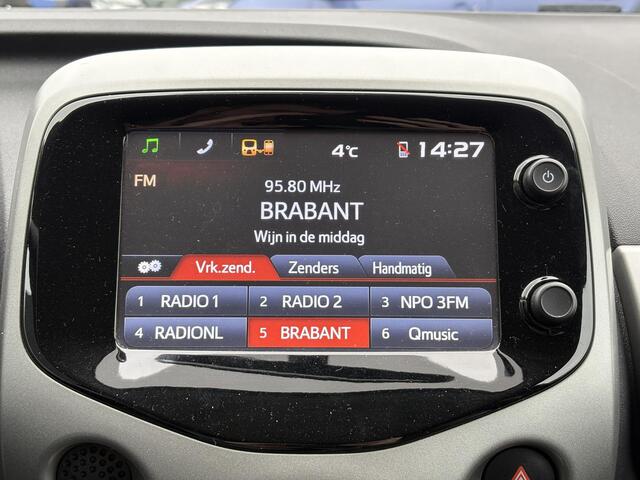 4°C 14:27
FM
95.80 MHz
BRABANT
Wijn in de middag
Vrk.zend. Zenders Handmatig
1 RADIO 1 2 RADIO 2 3 NPO 3FM
4 RADIONL 5 BRABANT 6 Qmusic